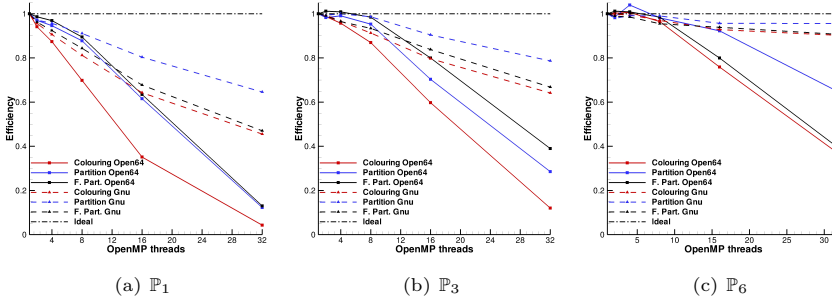 1
0.8
0.6
0.4
0.2
0
Efficiency
Colouring Open64
Partition Open64
F. Part. Open64
Colouring Gnu
Partition Gnu
F. Part. Gnu
Ideal
4 8 12 16 20 24 28 32
OpenMP threads
(a) ℙ1
1
0.8
0.6
0.4
0.2
0
Efficiency
Colouring Open64
Partition Open64
F. Part. Open64
Colouring Gnu
Partition Gnu
F. Part. Gnu
Ideal
4 8 12 16 20 24 28 32
OpenMP threads
(b) ℙ3
1
0.8
0.6
0.4
0.2
0
Efficiency
Colouring Open64
Partition Open64
F. Part. Open64
Colouring Gnu
Partition Gnu
F. Part. Gnu
Ideal
5 10 15 20 25 30
OpenMP threads
(c) ℙ6